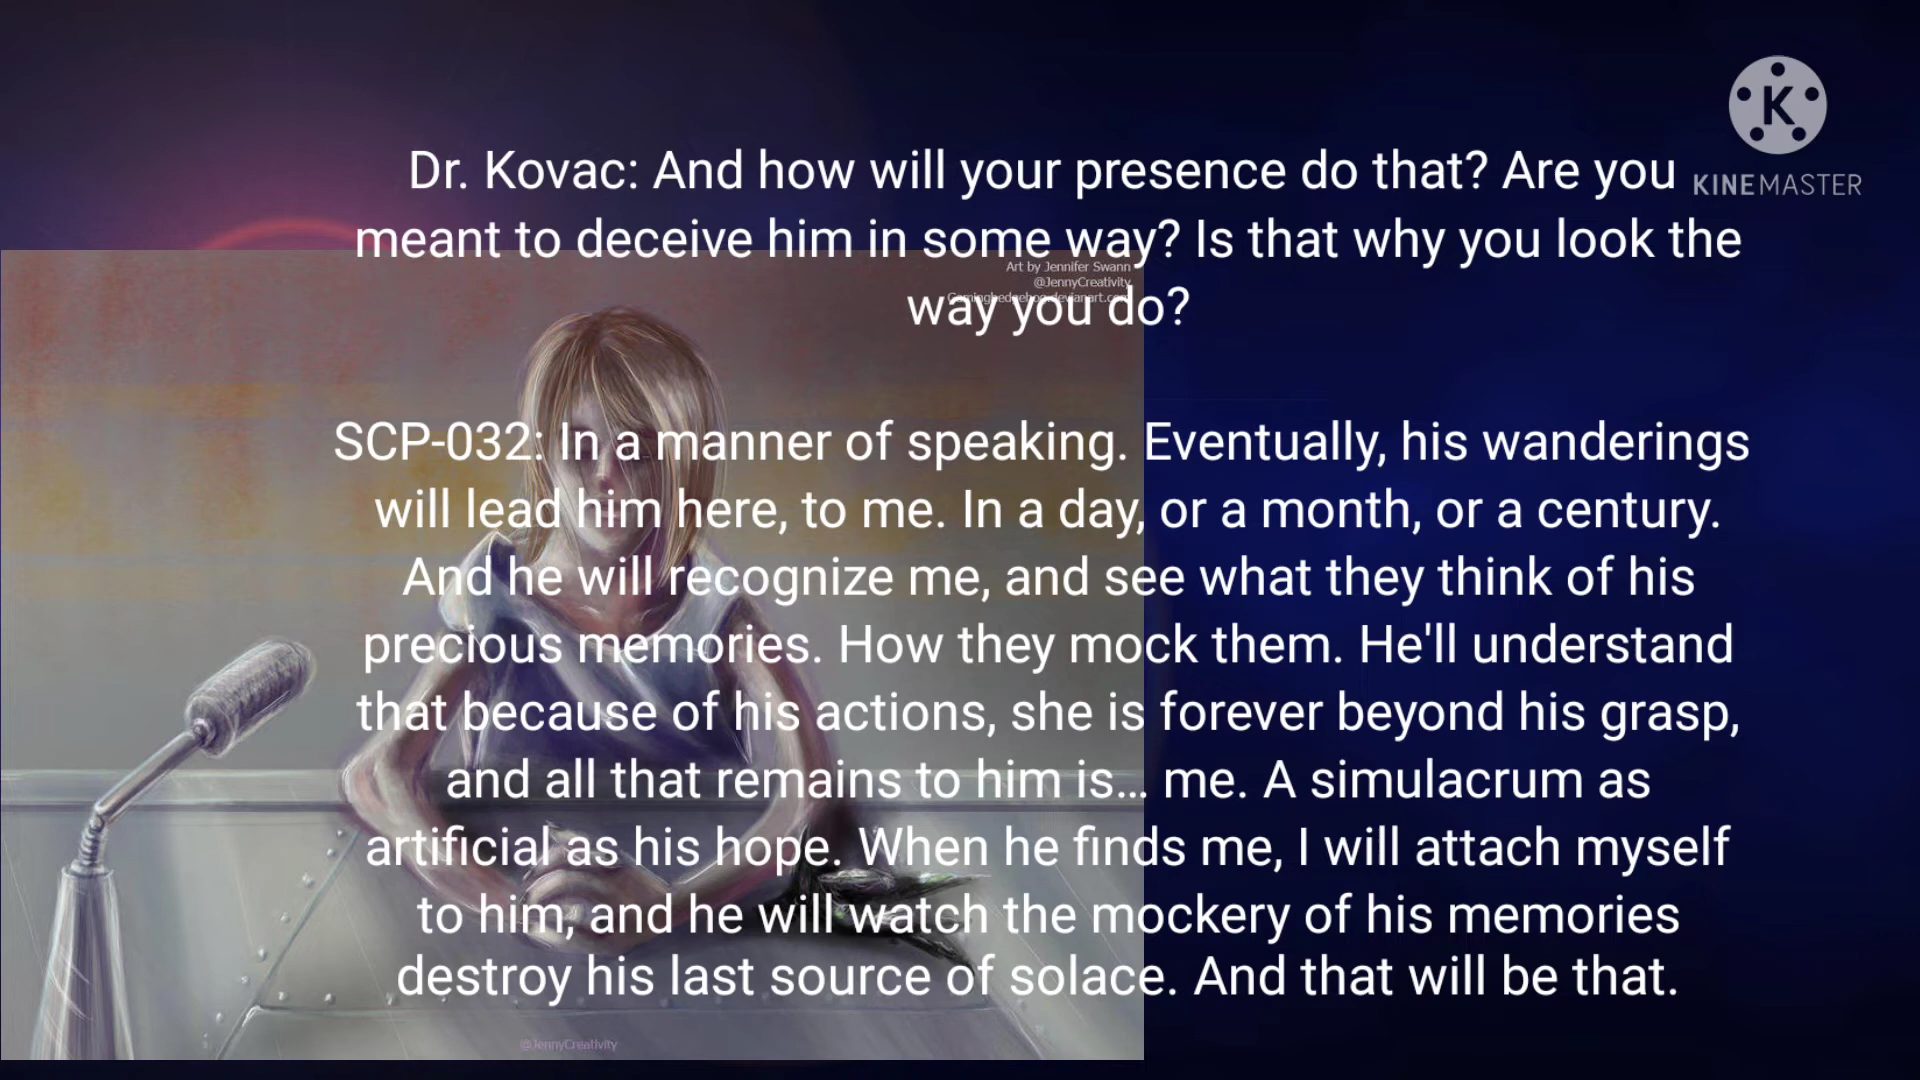 K
KINEMASTER
Dr. Kovac: And how will your presence do that? Are you
meant to deceive him in some way? Is that why you look the
way you do?
Art by Jennifer Swann
@JennyCreativity
SCP-032: In a manner of speaking. Eventually, his wanderings
will lead him here, to me. In a day, or a month, or a century.
And he will recognize me, and see what they think of his
precious memories. How they mock them. He'll understand
that because of his actions, she is forever beyond his grasp,
and all that remains to him is... me. A simulacrum as
artificial as his hope. When he finds me, I will attach myself
to him, and he will watch the mockery of his memories
destroy his last source of solace. And that will be that.
@JennyCreativity